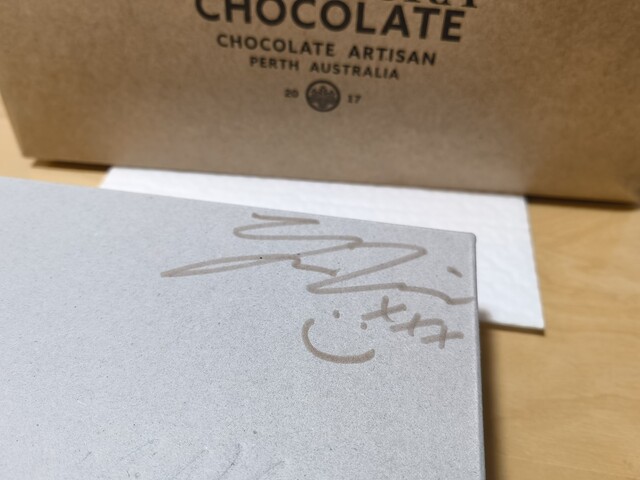 CHOCOLATE
CHOCOLATE ARTISAN
PERTH AUSTRALIA
20 17
xxx